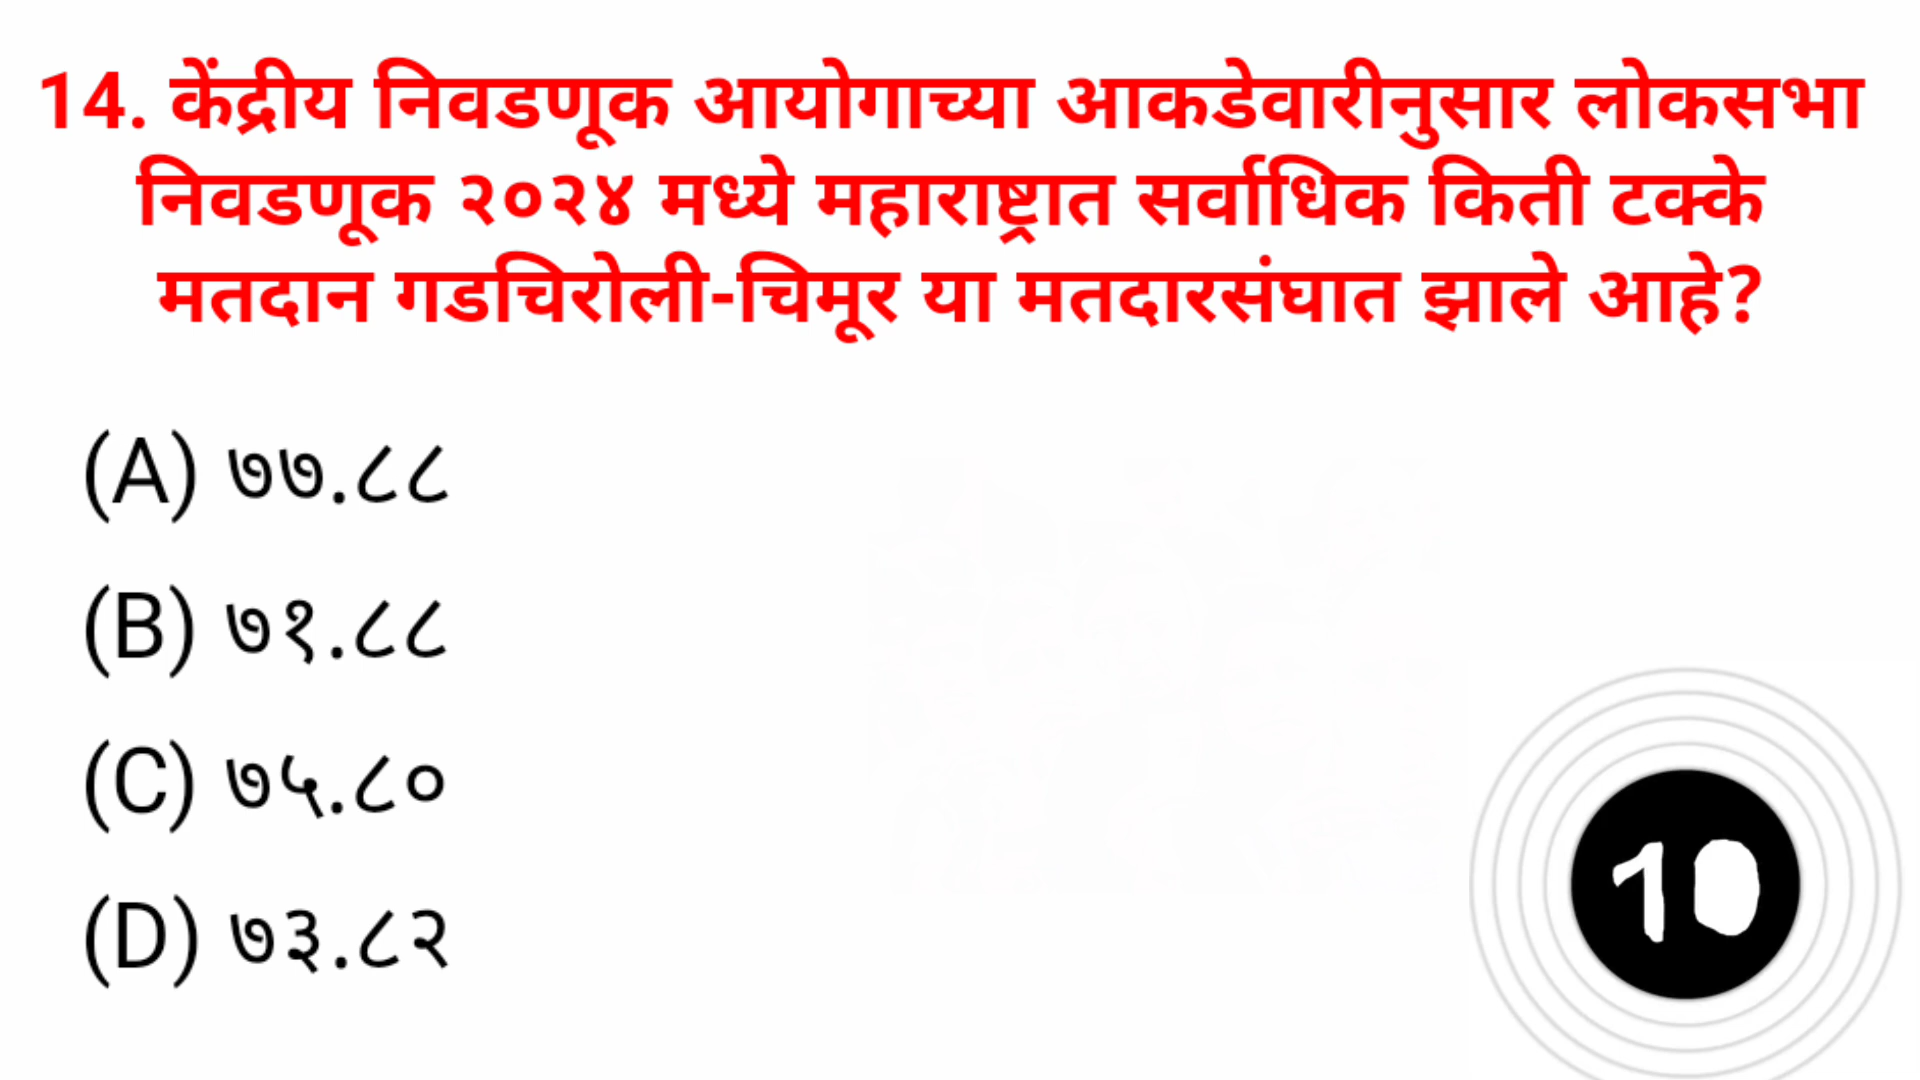 14. केंद्रीय निवडणूक आयोगाच्या आकडेवारीनुसार लोकसभा
निवडणूक २०२४ मध्ये महाराष्ट्रात सर्वाधिक किती टक्के
मतदान गडचिरोली-चिमूर या मतदारसंघात झाले आहे?
(A) ७७.८८
(B) ७१.८८
(C) ७५.८०
(D) ७३.८२
10